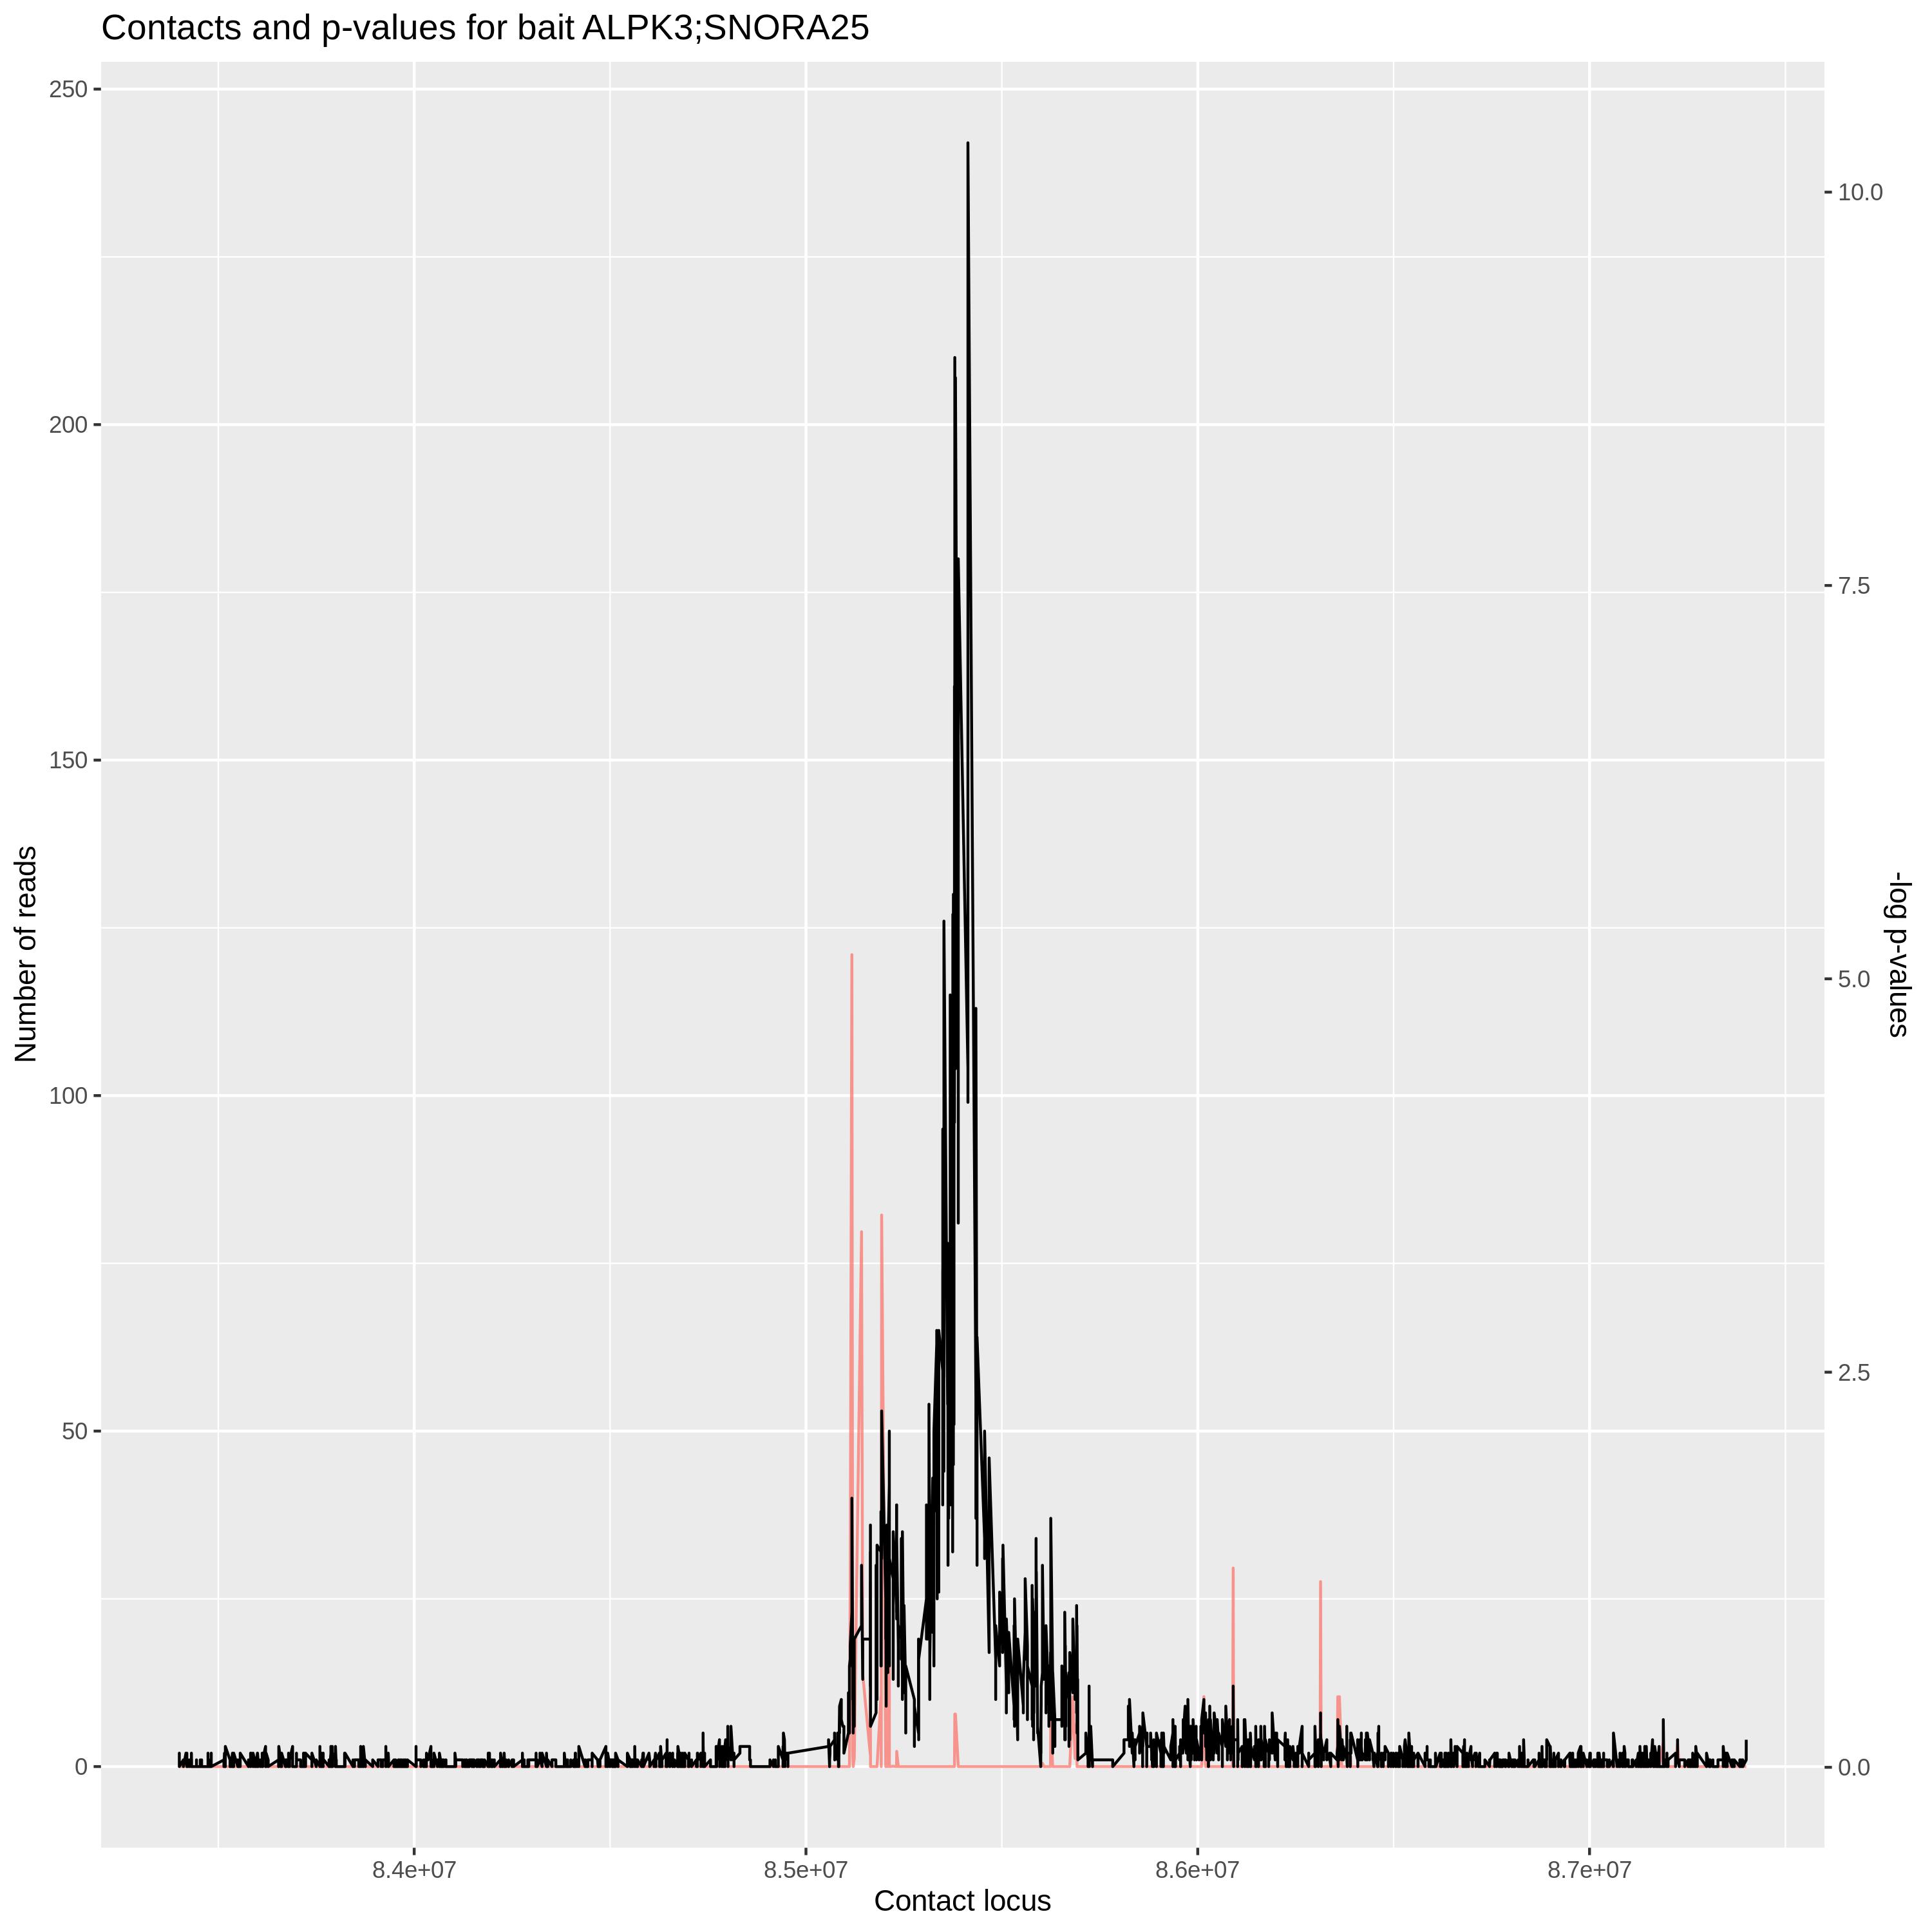 Contacts and p-values for bait ALPK3;SNORA25
250
200
150
100
50
0
Number of reads
10.0
7.5
5.0
2.5
0.0
-log p-values
8.4e+07
8.5e+07
8.6e+07
8.7e+07
Contact locus